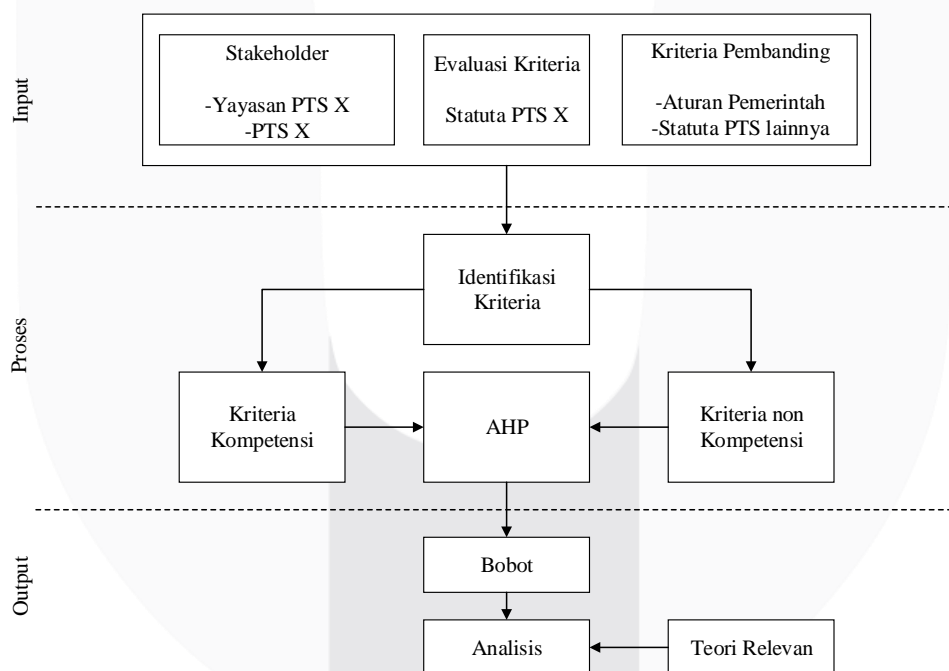 Input
Stakeholder
-Yayasan PTS X
-PTS X
Evaluasi Kriteria
Statuta PTS X
Kriteria Pembanding
-Aturan Pemerintah
-Statuta PTS lainnya
Proses
Identifikasi
Kriteria
Kriteria
Kompetensi
AHP
Kriteria non
Kompetensi
Output
Bobot
Analisis
Teori Relevan